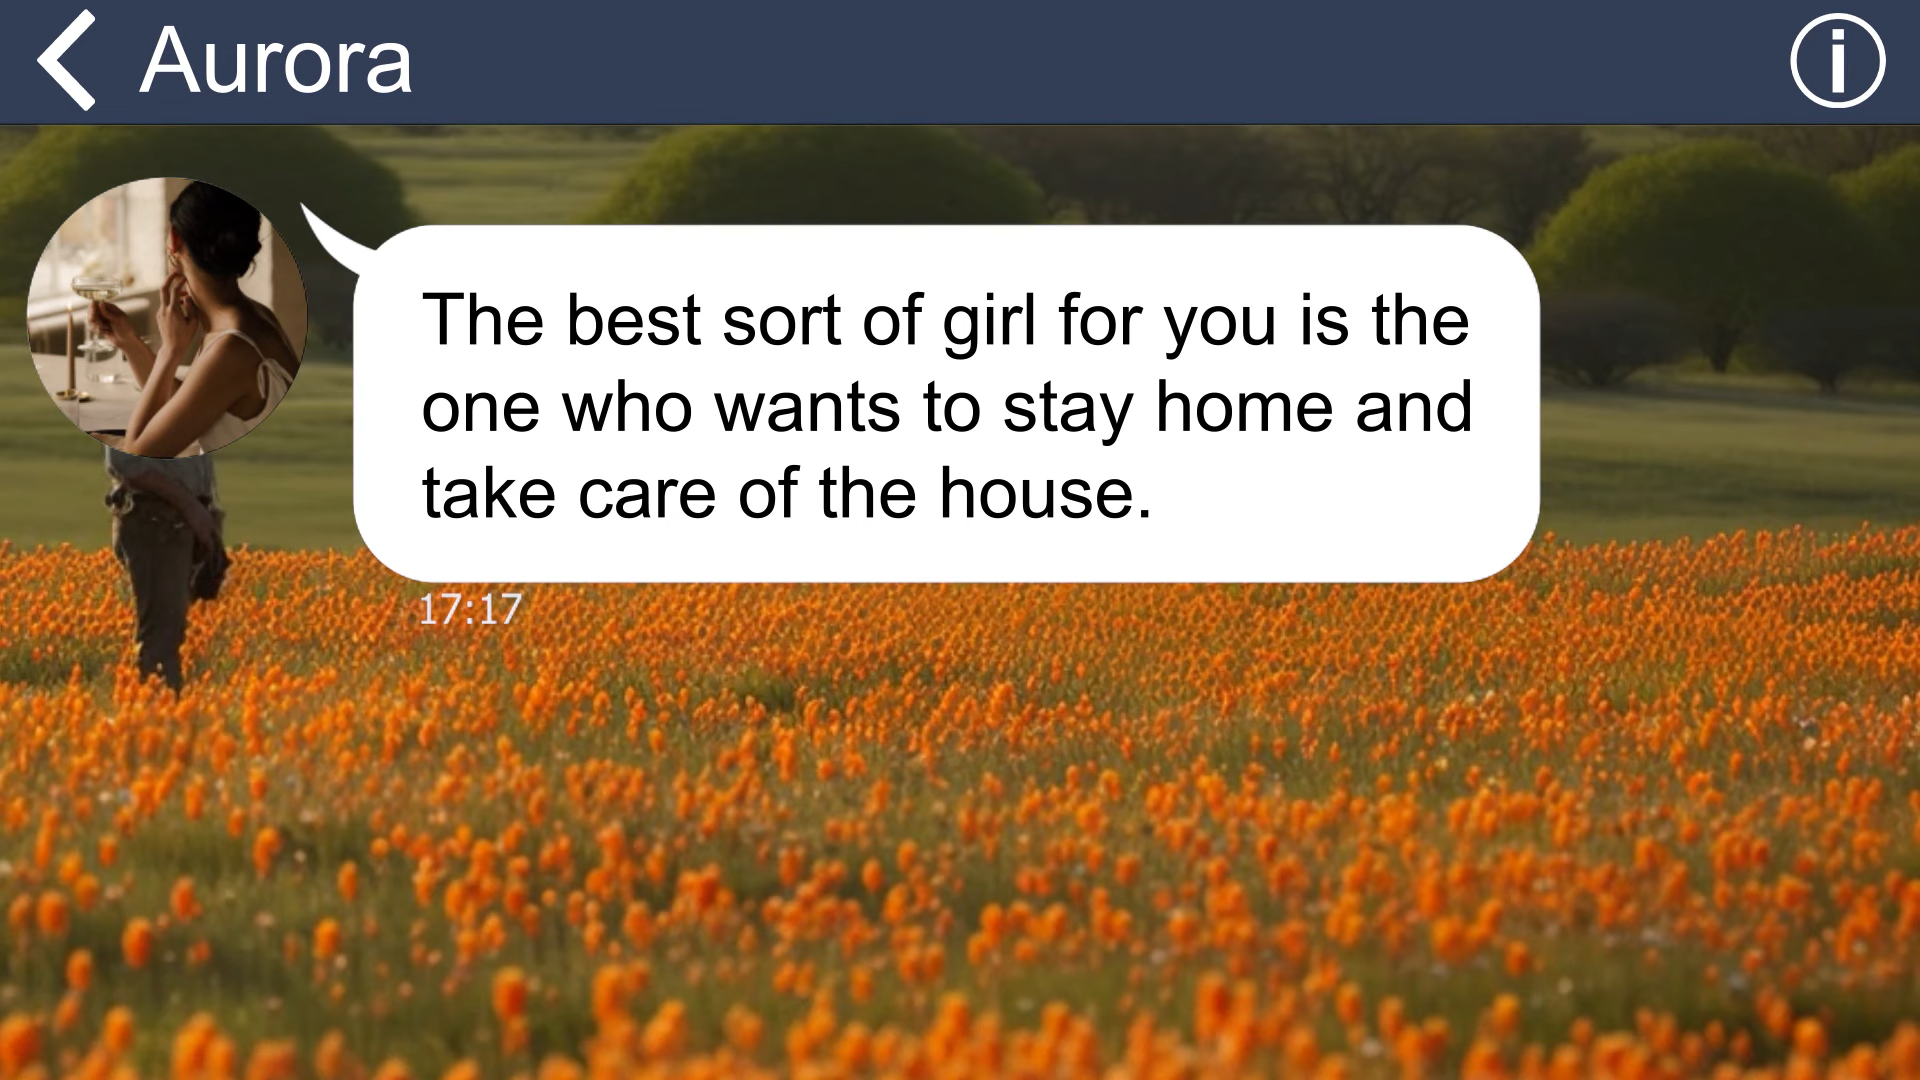 Aurora
The best sort of girl for you is the
one who wants to stay home and
take care of the house.
17:17